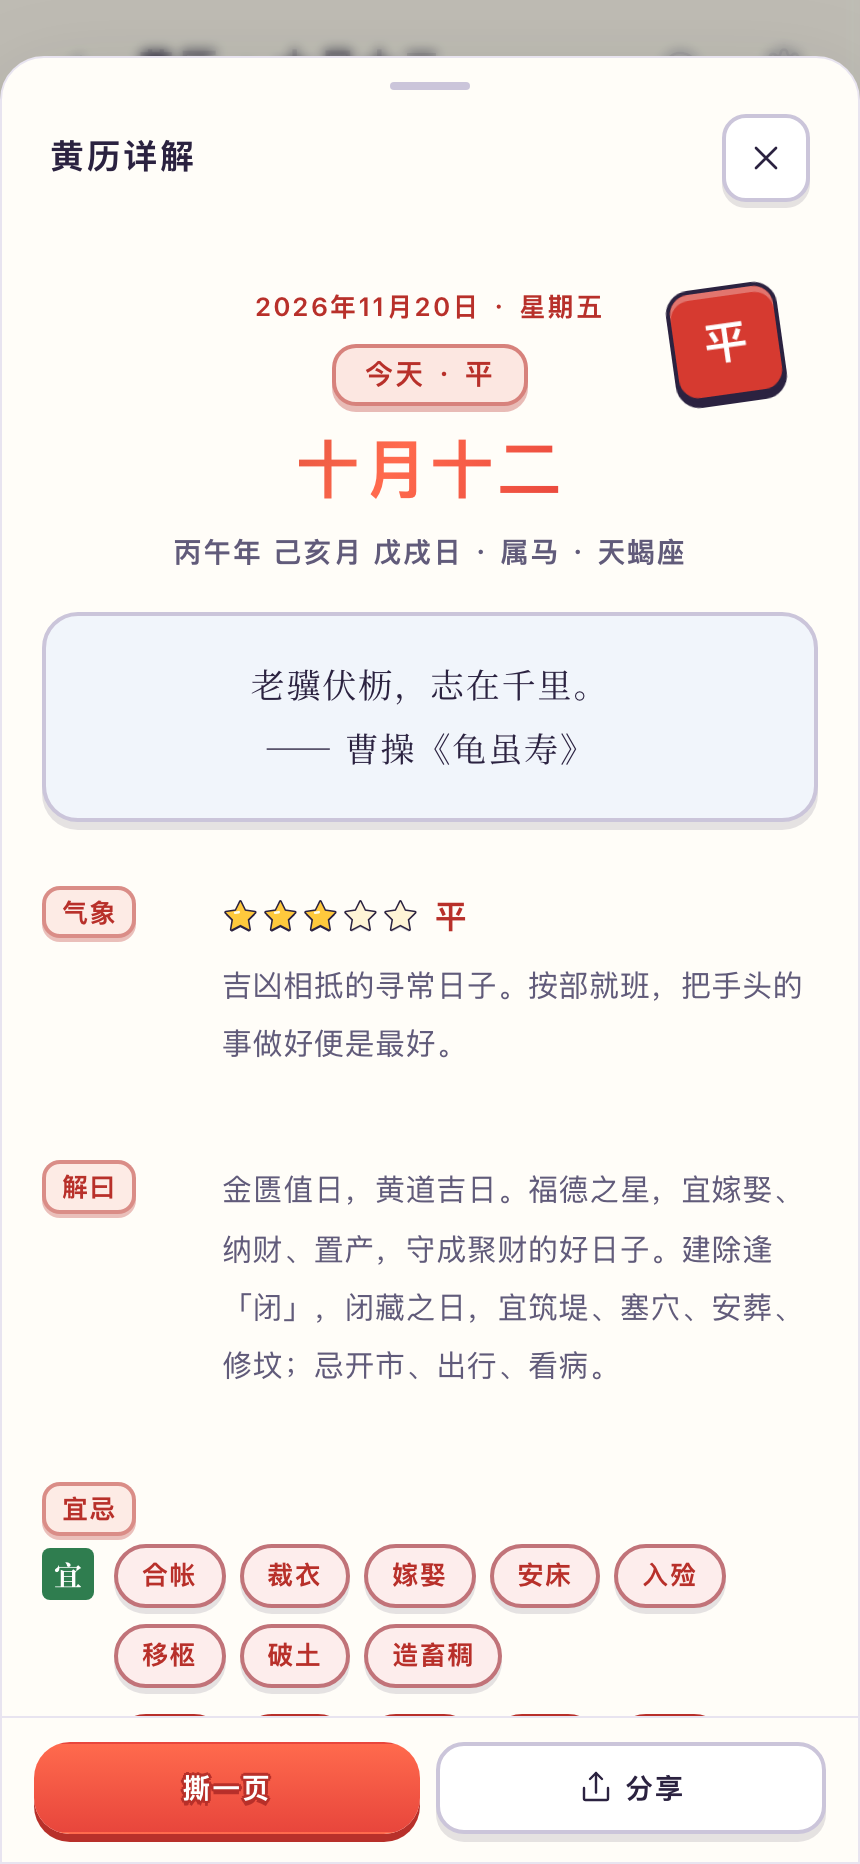 黄历详解
2026年11月20日 · 星期五
平
今天 · 平
十月十二
丙午年 己亥月 戊戌日 · 属马 · 天蝎座
老骥伏枥，志在千里。
—— 曹操《龟虽寿》
气象
平
吉凶相抵的寻常日子。按部就班，把手头的
事做好便是最好。
解曰
金匮值日，黄道吉日。福德之星，宜嫁娶、
纳财、置产，守成聚财的好日子。建除逢
「闭」，闭藏之日，宜筑堤、塞穴、安葬、
修坟；忌开市、出行、看病。
宜忌
宜 合帐 裁衣 嫁娶 安床 入殓
移柩 破土 造畜稠
撕一页 分享